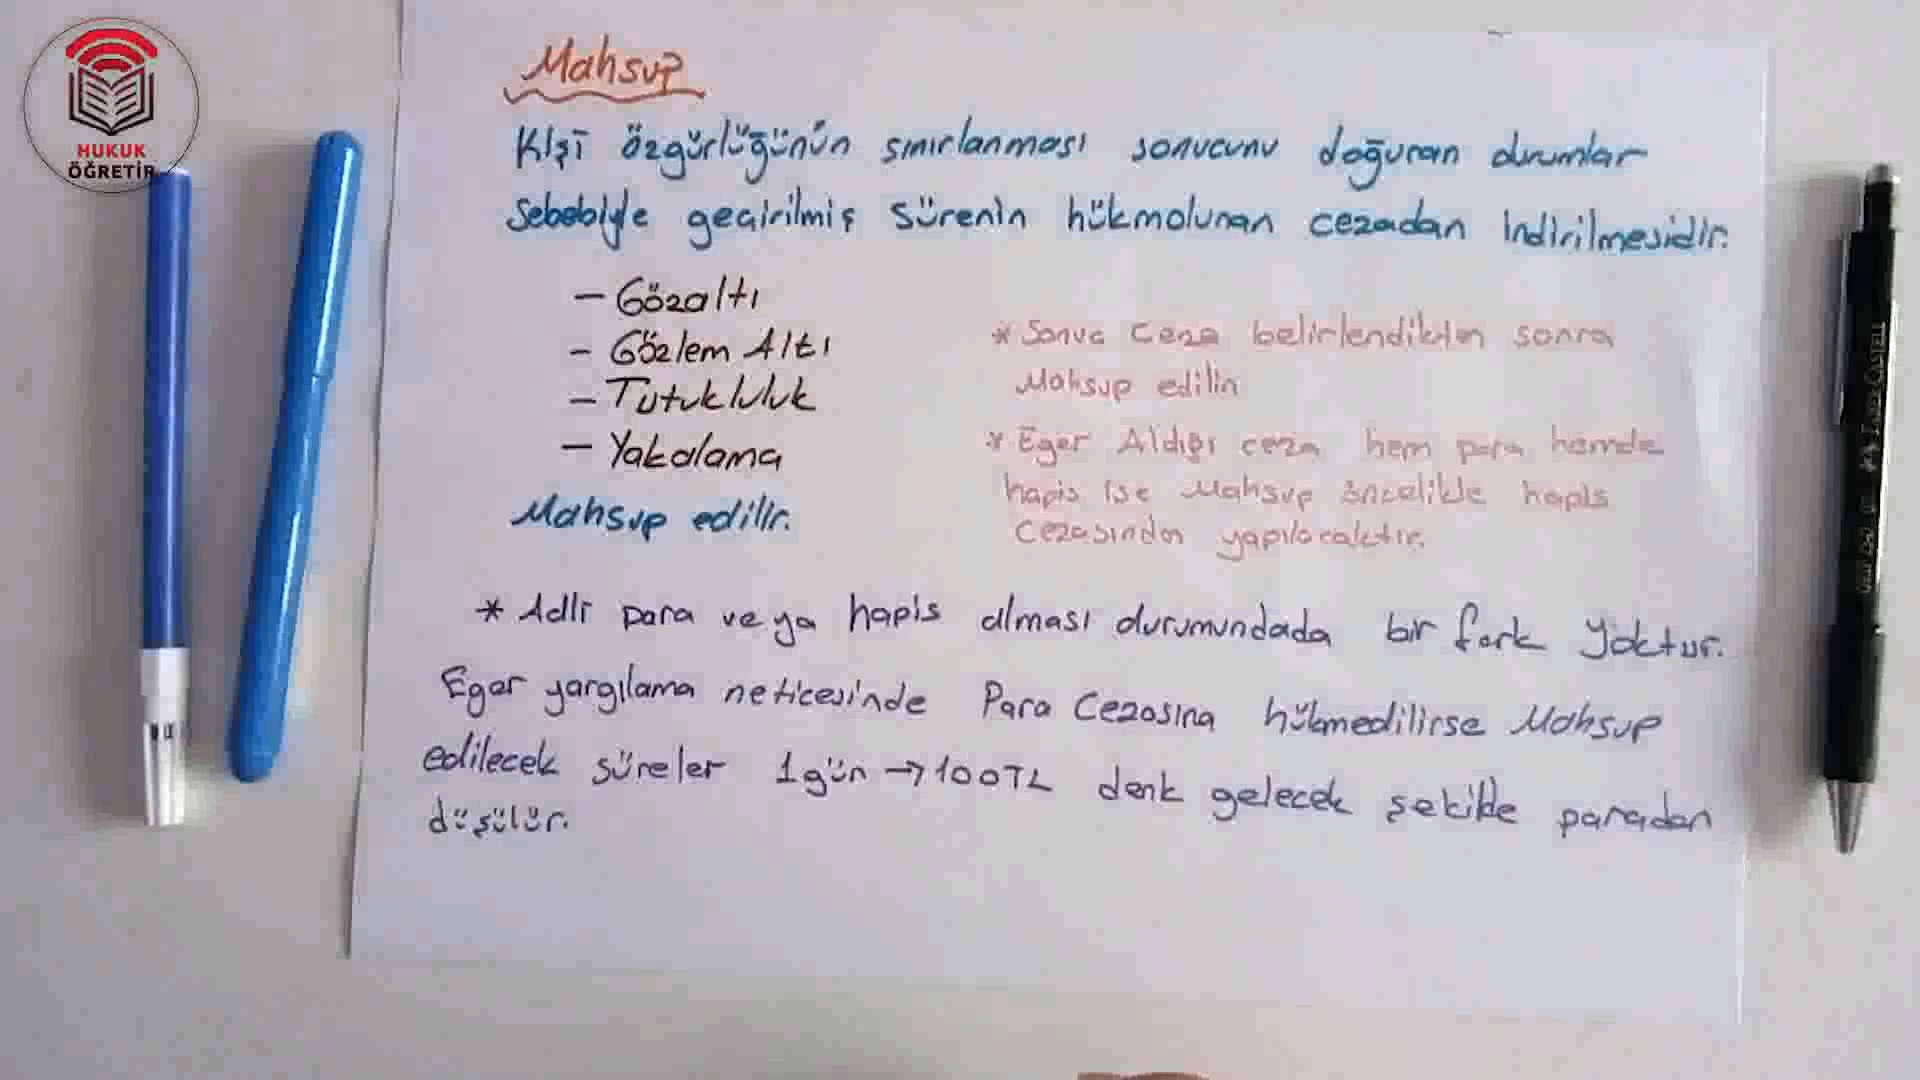 HUKUK
ÖĞRETİR
Mahsup
Kişi özgürlüğünün sınırlanması sonucunu doğuran durumlar
Sebebiyle geçirilmiş sürenin hükmolunan cezadan indirilmesidir.
- Gözaltı
- Gözlem Altı
- Tutukluluk
- Yakalama
Mahsup edilir.
* Sonuç Ceza belirlendikten sonra
Mahsup edilir
* Eğer Aldığı ceza hem para hemde
hapis ise Mahsup öncelikle hapis
Cezasından yapılacaktır.
* Adli para veya hapis alması durumundada bir fark yoktur.
Eğer yargılama neticesinde Para Cezasına hükmedilirse Mahsup
edilecek süreler 1 gün → 100TL denk gelecek şekilde paradan
düşülür.